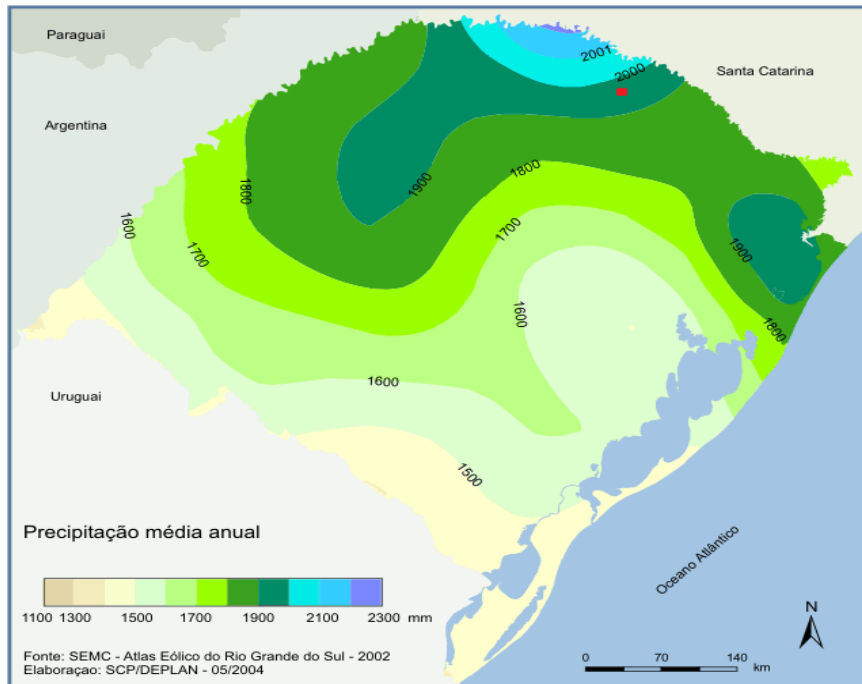 Paraguai
2001
2000
Santa Catarina
Argentina
1800
1900
1800
1600
1700
1700
1900
1600
1800
1600
Uruguai
1500
Precipitação média anual
Oceano Atlântico
1100 1300 1500 1700 1900 2100 2300 mm
N
Fonte: SEMC - Atlas Eólico do Rio Grande do Sul - 2002
Elaboraçao: SCP/DEPLAN - 05/2004
0 70 140
km